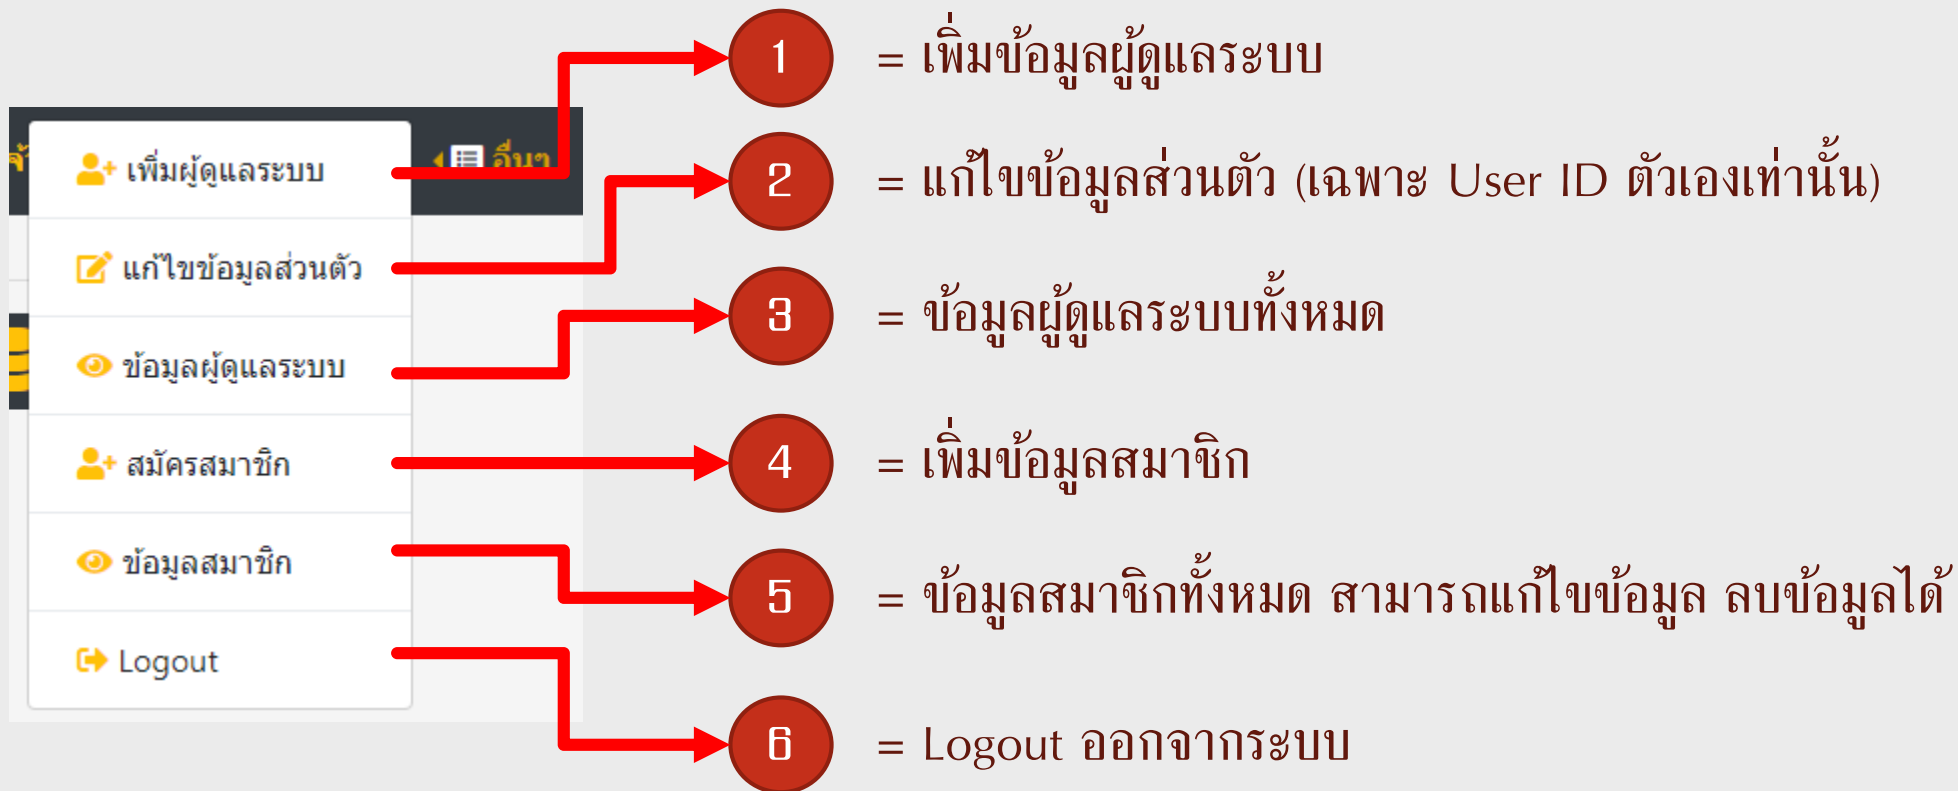 1 = เพิ่มข้อมูลผู้ดูแลระบบ
เพิ่มผู้ดูแลระบบ
อื่นๆ
2 = แก้ไขข้อมูลส่วนตัว (เฉพาะ User ID ตัวเองเท่านั้น)
แก้ไขข้อมูลส่วนตัว
3 = ข้อมูลผู้ดูแลระบบทั้งหมด
ข้อมูลผู้ดูแลระบบ
4 = เพิ่มข้อมูลสมาชิก
สมัครสมาชิก
5 = ข้อมูลสมาชิกทั้งหมด สามารถแก้ไขข้อมูล ลบข้อมูลได้
ข้อมูลสมาชิก
6 = Logout ออกจากระบบ
Logout